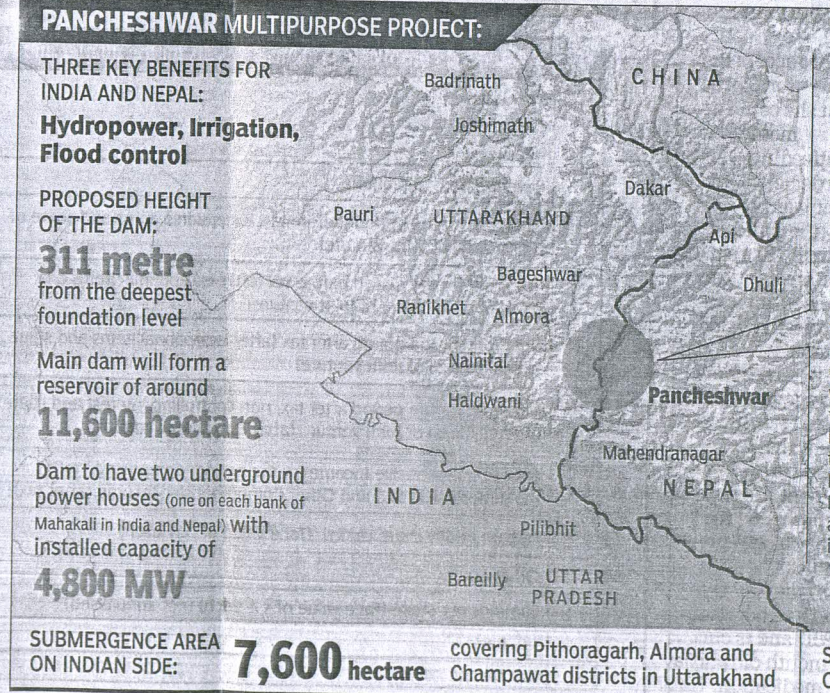 PANCHESHWAR MULTIPURPOSE PROJECT:
THREE KEY BENEFITS FOR
INDIA AND NEPAL:
Hydropower, Irrigation,
Flood control
PROPOSED HEIGHT
OF THE DAM:
311 metre
from the deepest
foundation level
Main dam will form a
reservoir of around
11,600 hectare
Dam to have two underground
power houses (one on each bank of
Mahakali in India and Nepal) with
installed capacity of
4,800 MW
Badrinath
CHINA
Joshimath
Dakar
Pauri
UTTARAKHAND
Api
Bageshwar
Dhuli
Ranikhet
Almora
Nainital
Haldwani
Pancheshwar
Mahendranagar
INDIA
NEPAL
Pilibhit
Bareilly
UTTAR
PRADESH
SUBMERGENCE AREA
ON INDIAN SIDE:
7,600 hectare
covering Pithoragarh, Almora and
Champawat districts in Uttarakhand